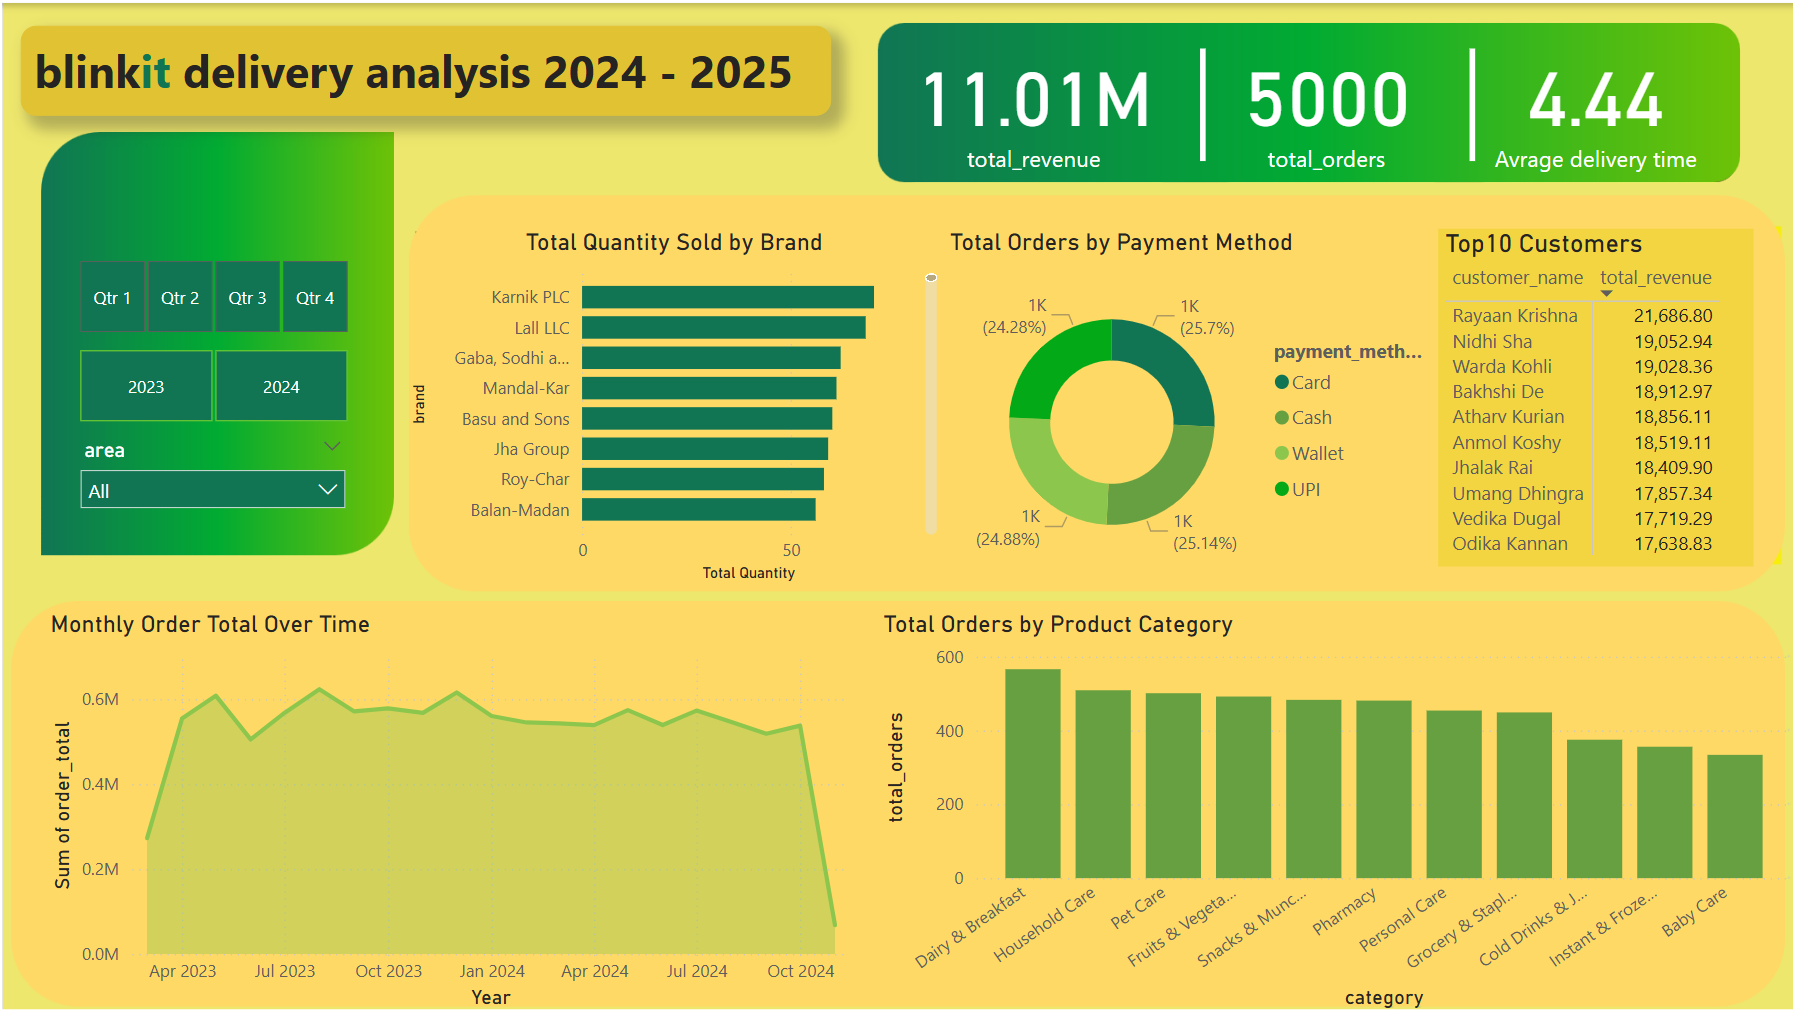 blinkit delivery analysis 2024 - 2025
11.01M
total_revenue
5000
total_orders
4.44
Avrage delivery time
Qtr 1
Qtr 2
Qtr 3
Qtr 4
2023
2024
area
All
Total Quantity Sold by Brand
brand
Karnik PLC
Lall LLC
Gaba, Sodhi a...
Mandal-Kar
Basu and Sons
Jha Group
Roy-Char
Balan-Madan
0
50
Total Quantity
Total Orders by Payment Method
1K
(24.28%)
1K
(25.7%)
1K
(24.88%)
1K
(25.14%)
payment_meth...
Card
Cash
Wallet
UPI
Top10 Customers
customer_name total_revenue
Rayaan Krishna 21,686.80
Nidhi Sha 19,052.94
Warda Kohli 19,028.36
Bakhshi De 18,912.97
Atharv Kurian 18,856.11
Anmol Koshy 18,519.11
Jhalak Rai 18,409.90
Umang Dhingra 17,857.34
Vedika Dugal 17,719.29
Odika Kannan 17,638.83
Monthly Order Total Over Time
Sum of order_total
0.6M
0.4M
0.2M
0.0M
Apr 2023
Jul 2023
Oct 2023
Jan 2024
Apr 2024
Jul 2024
Oct 2024
Year
Total Orders by Product Category
total_orders
600
400
200
0
Dairy & Breakfast
Household Care
Pet Care
Fruits & Vegeta...
Snacks & Munc...
Pharmacy
Personal Care
Grocery & Stapl...
Cold Drinks & J...
Instant & Froze...
Baby Care
category